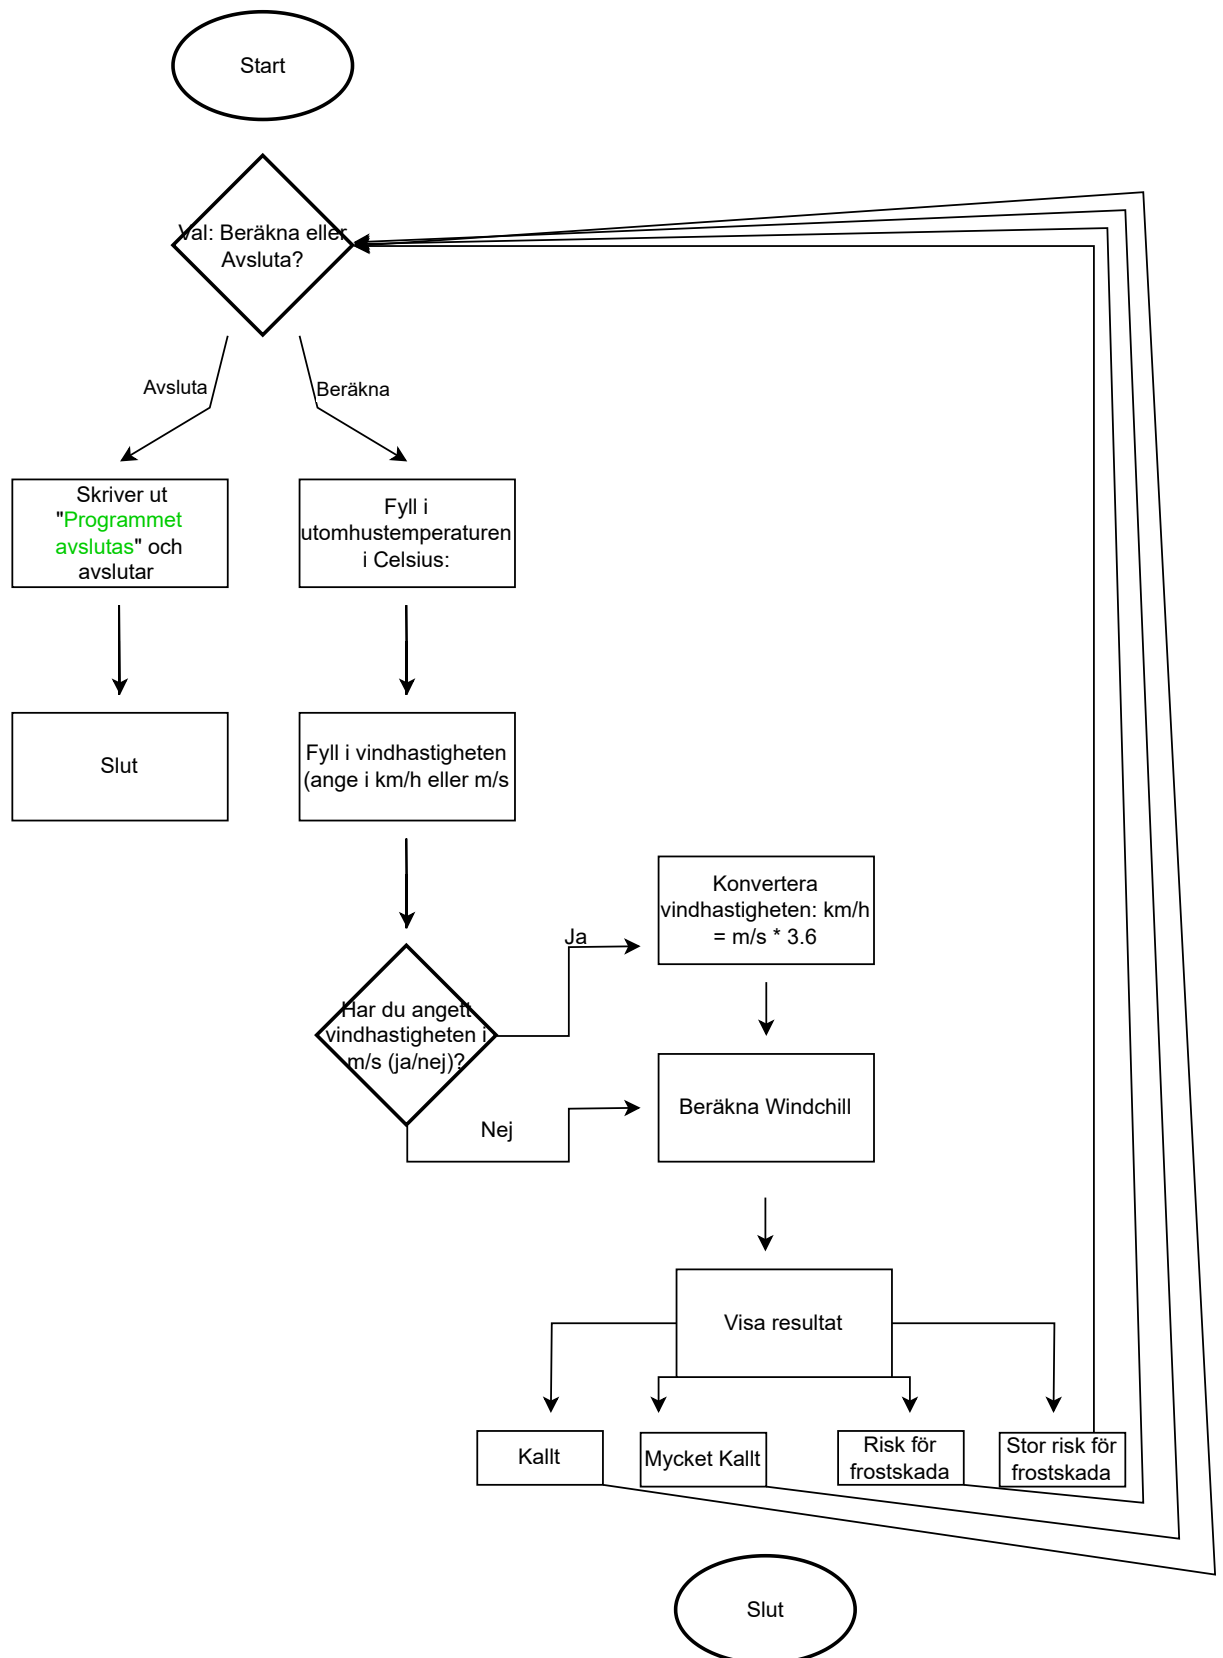 Start
Val: Beräkna eller
Avsluta?
Avsluta
Beräkna
Skriver ut
"Programmet
avslutas" och
avslutar
Fyll i
utomhustemperaturen
i Celsius:
Slut
Fyll i vindhastigheten
(ange i km/h eller m/s
Konvertera
vindhastigheten: km/h
= m/s * 3.6
Ja
Har du angett
vindhastigheten i
m/s (ja/nej)?
Nej
Beräkna Windchill
Visa resultat
Kallt
Mycket Kallt
Risk för
frostskada
Stor risk för
frostskada
Slut